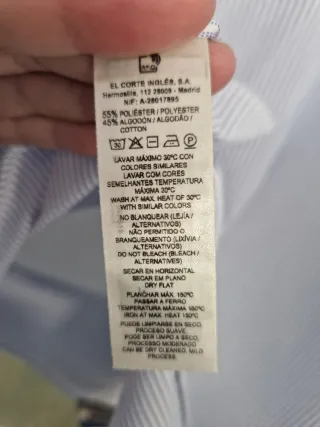 EL CORTE INGLÉS, S.A.
Hermosilla, 112 28009 - Madrid
NIF: A-28017895
55% POLIÉSTER / POLYESTER
45% ALGODÓN / ALGODÃO /
COTTON
LAVAR MÁXIMO 30ºC CON
COLORES SIMILARES
LAVAR COM CORES
SEMELHANTES TEMPERATURA
MÁXIMA 30ºC
WASH AT MAX HEAT OF 30ºC
WITH SIMILAR COLORS
NO BLANQUEAR (LEJÍA /
ALTERNATIVOS)
NÃO PERMITIDO O
BRANQUEAMENTO (LIXÍVIA /
ALTERNATIVAS)
DO NOT BLEACH (BLEACH /
ALTERNATIVES)
SECAR EN HORIZONTAL
SECAR EM PLANO
DRY FLAT
PLANCHAR MÁX. 150ºC
PASSAR A FERRO
TEMPERATURA MÁXIMA 150ºC
IRON AT MAX. HEAT 150ºC
PUEDE LIMPIARSE EN SECO,
PROCESO SUAVE
PODE LIMPAR A SECO,
PROCESSO MODERADO
CAN BE DRY CLEANED, MILD
PROCESS